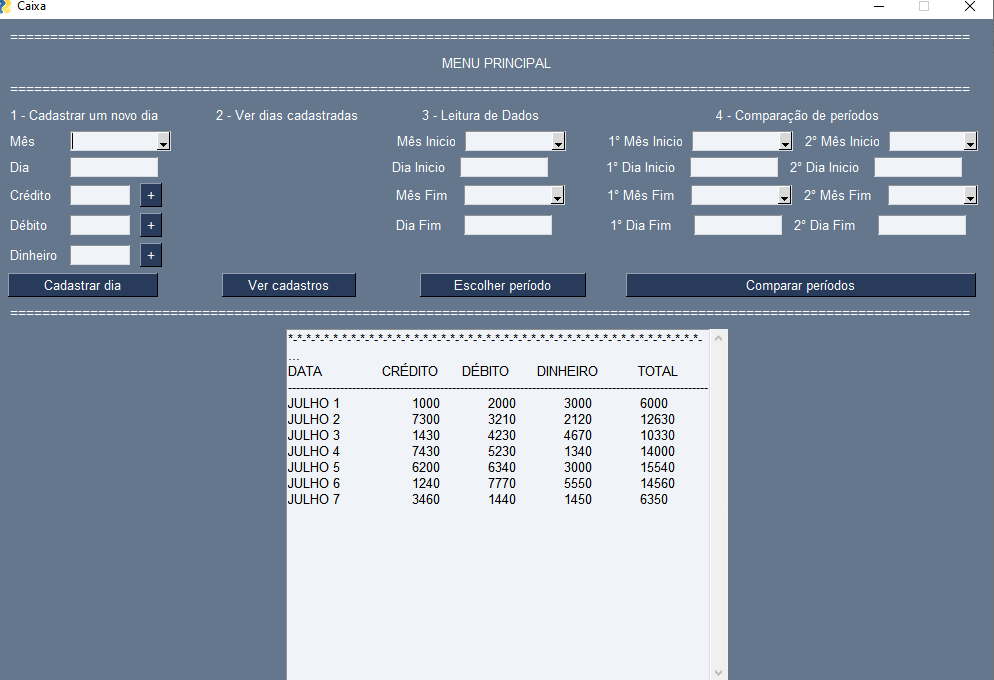 Caixa
================================================================================
MENU PRINCIPAL
================================================================================
1 - Cadastrar um novo dia 2 - Ver dias cadastradas 3 - Leitura de Dados 4 - Comparação de períodos
Mês Mês Inicio 1° Mês Inicio 2° Mês Inicio
Dia Dia Inicio 1° Dia Inicio 2° Dia Inicio
Crédito + Mês Fim 1° Mês Fim 2° Mês Fim
Débito + Dia Fim 1° Dia Fim 2° Dia Fim
Dinheiro +
Cadastrar dia Ver cadastros Escolher período Comparar períodos
================================================================================
*-*-*-*-*-*-*-*-*-*-*-*-*-*-*-*-*-*-*-*-*-*-*-*-*-*-*-*-*-*-*-*-*-*-*-*-*-*-*-*-*-*-*-*-*-*-
...
DATA CRÉDITO DÉBITO DINHEIRO TOTAL
--------------------------------------------------------------------------------
JULHO 1 1000 2000 3000 6000
JULHO 2 7300 3210 2120 12630
JULHO 3 1430 4230 4670 10330
JULHO 4 7430 5230 1340 14000
JULHO 5 6200 6340 3000 15540
JULHO 6 1240 7770 5550 14560
JULHO 7 3460 1440 1450 6350